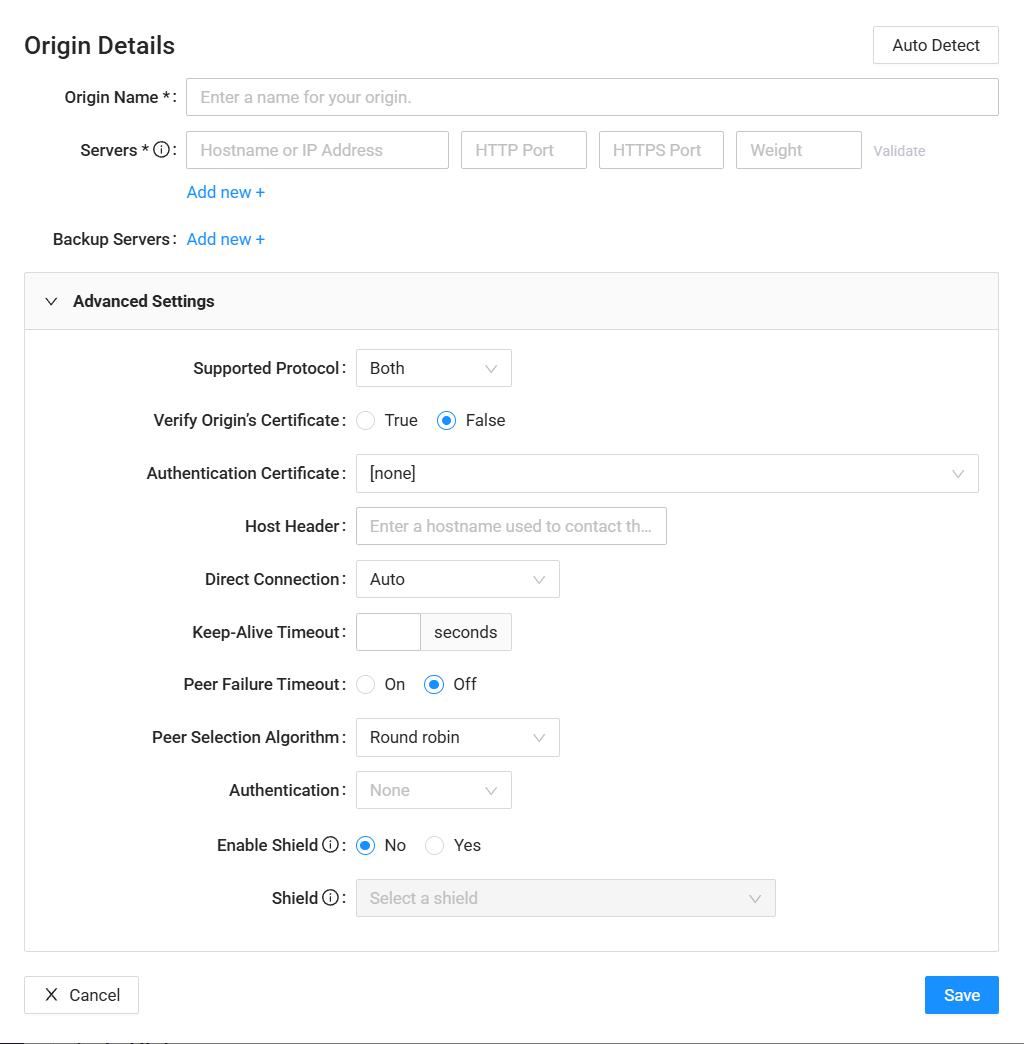 Origin Details
Auto Detect
Origin Name * : Enter a name for your origin.
Servers * : Hostname or IP Address HTTP Port HTTPS Port Weight Validate
Add new +
Backup Servers : Add new +
Advanced Settings
Supported Protocol : Both
Verify Origin’s Certificate : True False
Authentication Certificate : [none]
Host Header : Enter a hostname used to contact th...
Direct Connection : Auto
Keep-Alive Timeout : seconds
Peer Failure Timeout : On Off
Peer Selection Algorithm : Round robin
Authentication : None
Enable Shield : No Yes
Shield : Select a shield
Cancel Save